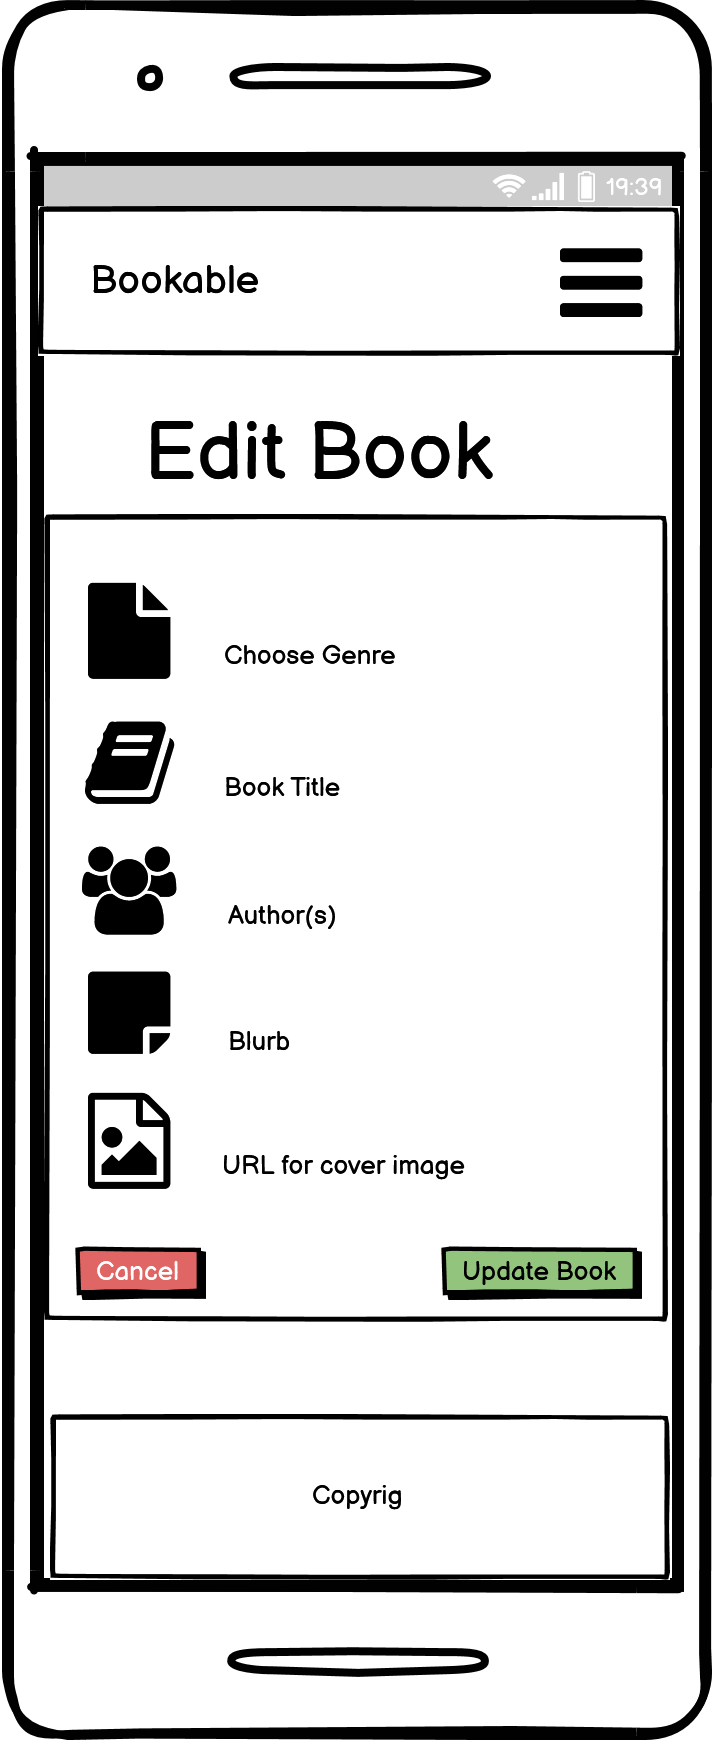 19:39
Bookable
Edit Book
Choose Genre
Book Title
Author(s)
Blurb
URL for cover image
Cancel
Update Book
Copyrig